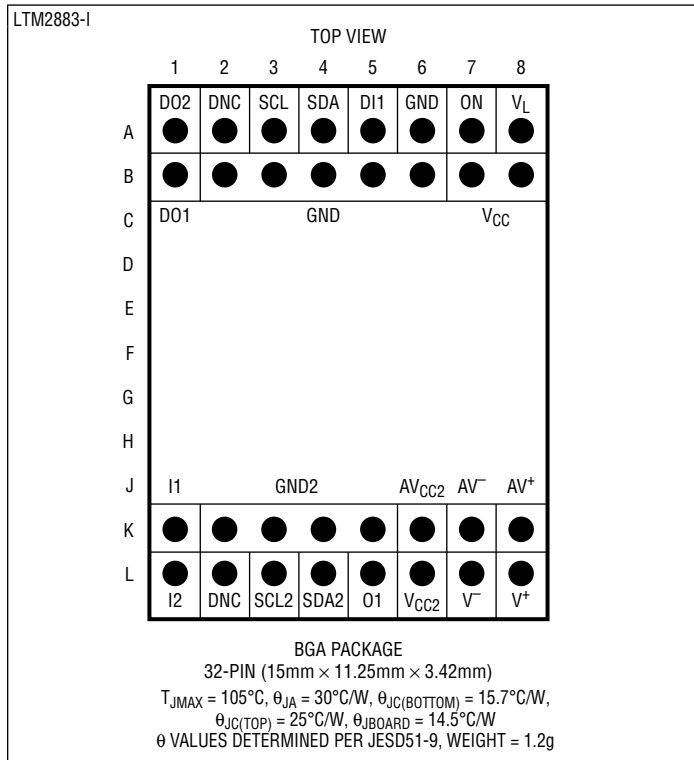 LTM2883-I
TOP VIEW
1 2 3 4 5 6 7 8
DO2 DNC SCL SDA DI1 GND ON VL
A
B
C DO1 GND VCC
D
E
F
G
H
J I1 GND2 AVCC2 AV– AV+
K
L
I2 DNC SCL2 SDA2 O1 VCC2 V– V+
BGA PACKAGE
32-PIN (15mm × 11.25mm × 3.42mm)
TJMAX = 105°C, θJA = 30°C/W, θJC(BOTTOM) = 15.7°C/W,
θJC(TOP) = 25°C/W, θJBOARD = 14.5°C/W
θ VALUES DETERMINED PER JESD51-9, WEIGHT = 1.2g